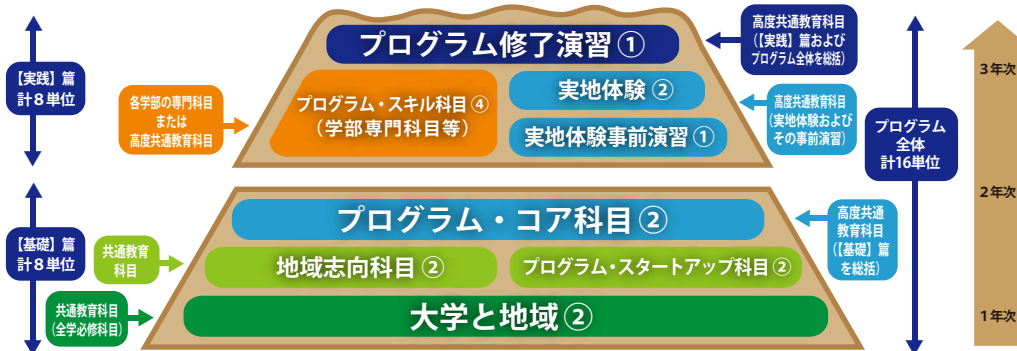 【実践】篇
計８単位
各学部の専門科目
または
高度共通教育科目
プログラム修了演習①
プログラム・スキル科目④
（学部専門科目等）
実地体験②
実地体験事前演習①
高度共通教育科目
（【実践】篇および
プログラム全体を総括）
高度共通教育科目
（実地体験および
その事前演習）
プログラム
全体
計16単位
3年次
2年次
1年次
【基礎】篇
計８単位
共通教育
科目
共通教育科目
（全学必修科目）
プログラム・コア科目②
地域志向科目②
プログラム・スタートアップ科目②
大学と地域②
高度共通
教育科目
（【基礎】篇
を総括）